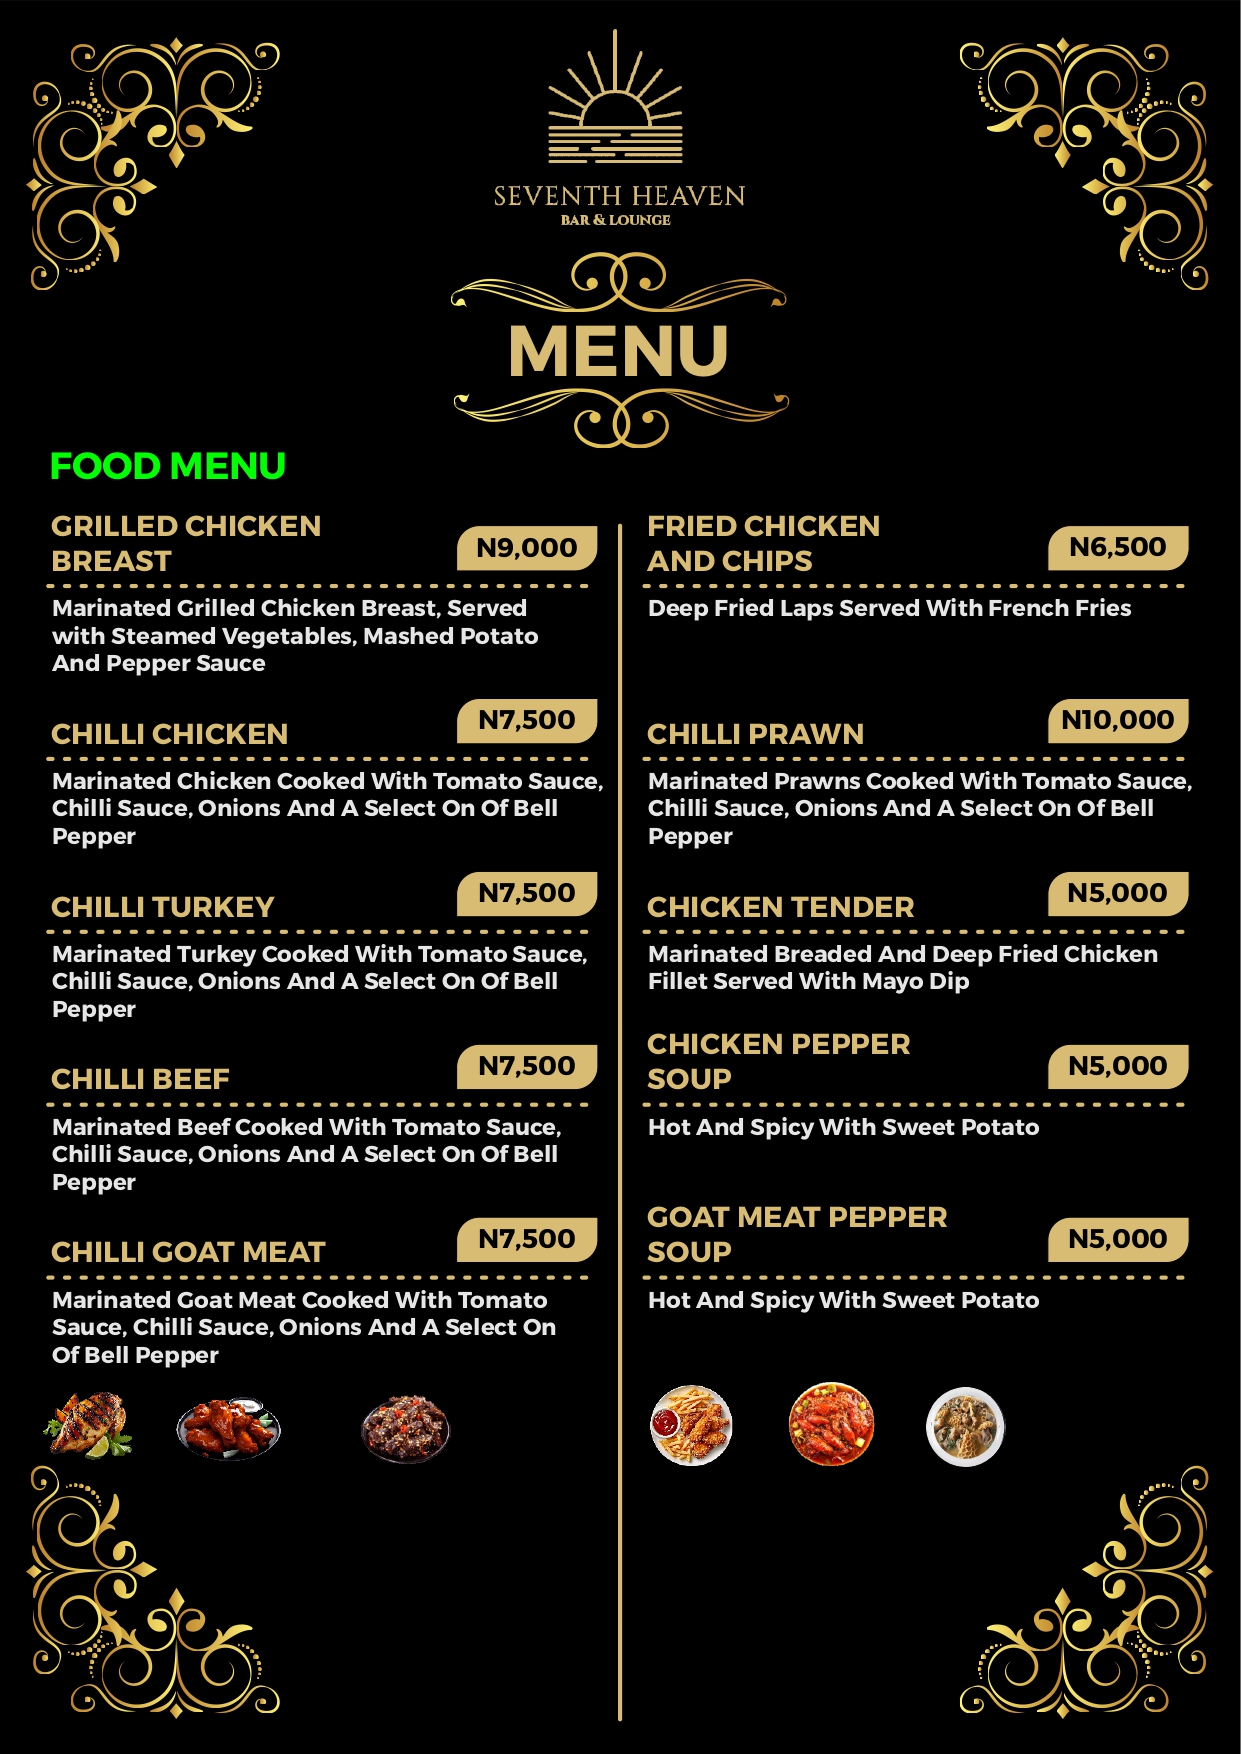 SEVENTH HEAVEN
BAR & LOUNGE
MENU
FOOD MENU
GRILLED CHICKEN
BREAST
N9,000
Marinated Grilled Chicken Breast, Served
with Steamed Vegetables, Mashed Potato
And Pepper Sauce
CHILLI CHICKEN
N7,500
Marinated Chicken Cooked With Tomato Sauce,
Chilli Sauce, Onions And A Select On Of Bell
Pepper
CHILLI TURKEY
N7,500
Marinated Turkey Cooked With Tomato Sauce,
Chilli Sauce, Onions And A Select On Of Bell
Pepper
CHILLI BEEF
N7,500
Marinated Beef Cooked With Tomato Sauce,
Chilli Sauce, Onions And A Select On Of Bell
Pepper
CHILLI GOAT MEAT
N7,500
Marinated Goat Meat Cooked With Tomato
Sauce, Chilli Sauce, Onions And A Select On
Of Bell Pepper
FRIED CHICKEN
AND CHIPS
N6,500
Deep Fried Laps Served With French Fries
CHILLI PRAWN
N10,000
Marinated Prawns Cooked With Tomato Sauce,
Chilli Sauce, Onions And A Select On Of Bell
Pepper
CHICKEN TENDER
N5,000
Marinated Breaded And Deep Fried Chicken
Fillet Served With Mayo Dip
CHICKEN PEPPER
SOUP
N5,000
Hot And Spicy With Sweet Potato
GOAT MEAT PEPPER
SOUP
N5,000
Hot And Spicy With Sweet Potato